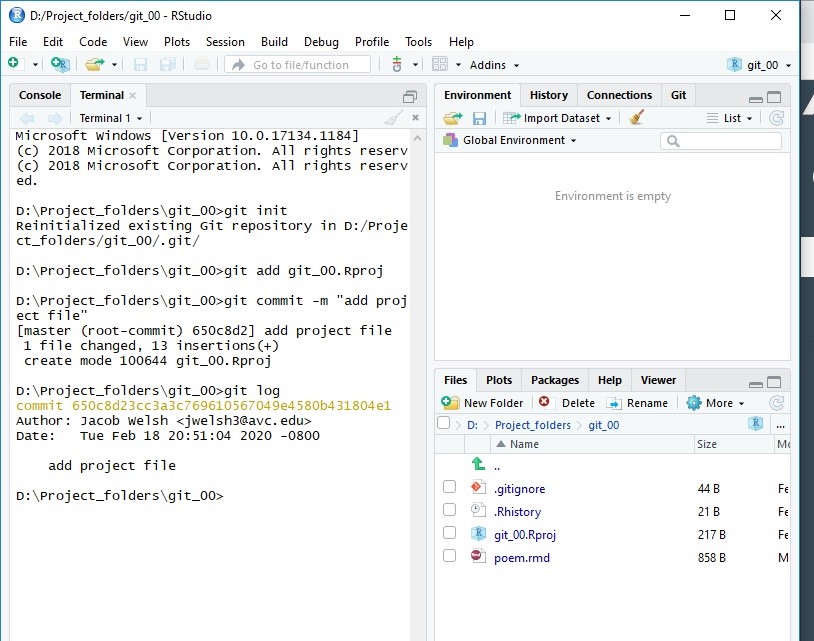 D:/Project_folders/git_00 - RStudio
File Edit Code View Plots Session Build Debug Profile Tools Help
Go to file/function Addins git_00
Console Terminal
Terminal 1
Microsoft Windows [Version 10.0.17134.1184]
(c) 2018 Microsoft Corporation. All rights reserv
(c) 2018 Microsoft Corporation. All rights reserv
ed.
D:\Project_folders\git_00>git init
Reinitialized existing Git repository in D:/Proje
ct_folders/git_00/.git/
D:\Project_folders\git_00>git add git_00.Rproj
D:\Project_folders\git_00>git commit -m "add proj
ect file"
[master (root-commit) 650c8d2] add project file
1 file changed, 13 insertions(+)
create mode 100644 git_00.Rproj
D:\Project_folders\git_00>git log
commit 650c8d23cc3a3c769610567049e4580b431804e1
Author: Jacob Welsh <jwelsh3@avc.edu>
Date: Tue Feb 18 20:51:04 2020 -0800
add project file
D:\Project_folders\git_00>
Environment History Connections Git
Import Dataset List
Global Environment
Environment is empty
Files Plots Packages Help Viewer
New Folder Delete Rename More
D: Project_folders git_00 ...
Name Size Mo
..
.gitignore 44 B Fe
.Rhistory 21 B Fe
git_00.Rproj 217 B Fe
poem.rmd 858 B M